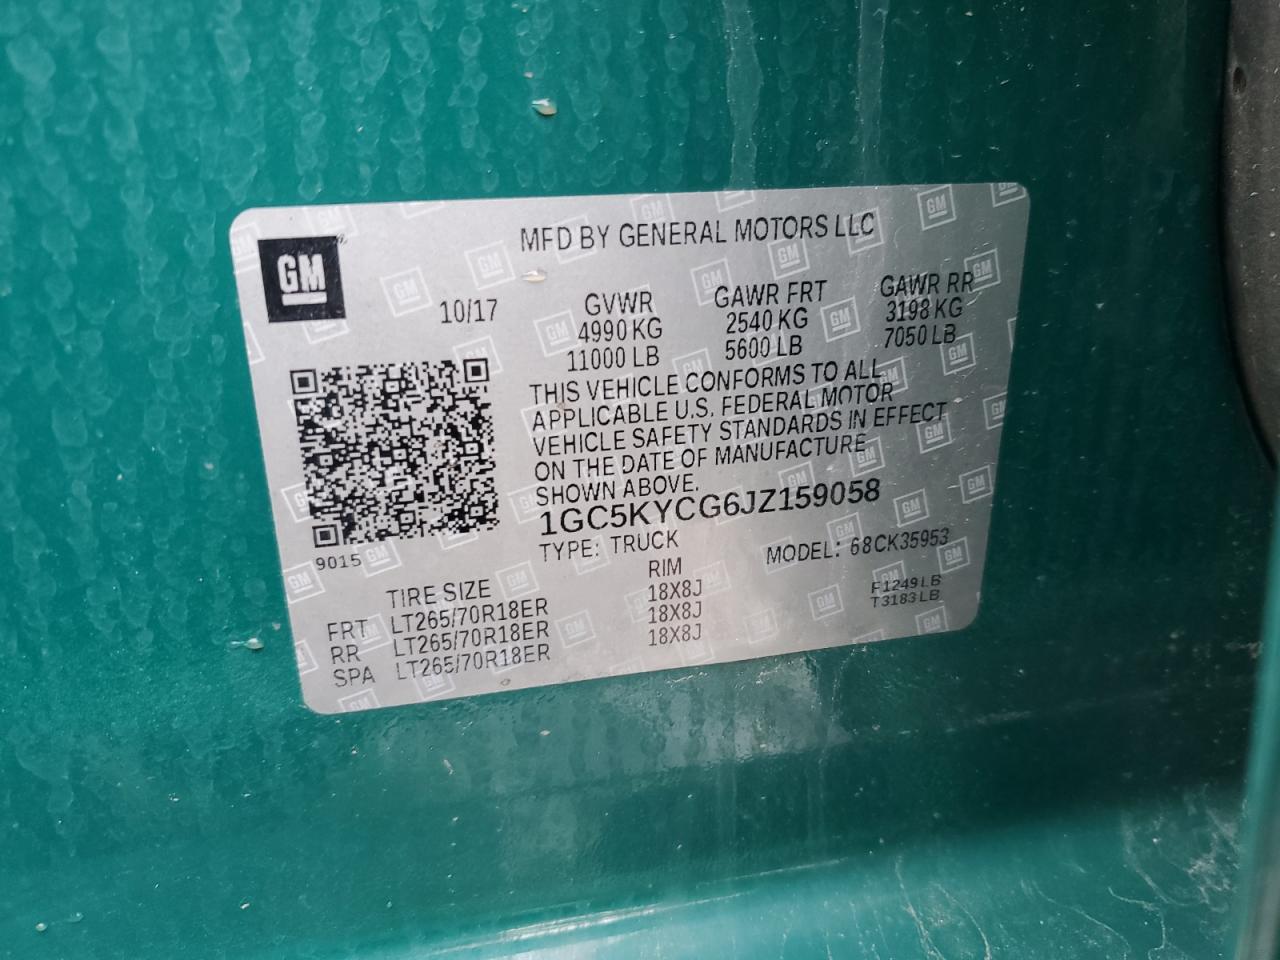 MFD BY GENERAL MOTORS LLC
GM
10/17
GVWR GAWR FRT GAWR RR
4990 KG 2540 KG 3198 KG
11000 LB 5600 LB 7050 LB
THIS VEHICLE CONFORMS TO ALL
APPLICABLE U.S. FEDERAL MOTOR
VEHICLE SAFETY STANDARDS IN EFFECT
ON THE DATE OF MANUFACTURE
SHOWN ABOVE.
1GC5KYCG6JZ159058
9015
TYPE: TRUCK MODEL: 68CK35953
TIRE SIZE RIM
FRT LT265/70R18ER 18X8J F1249LB
RR LT265/70R18ER 18X8J T3183LB
SPA LT265/70R18ER 18X8J